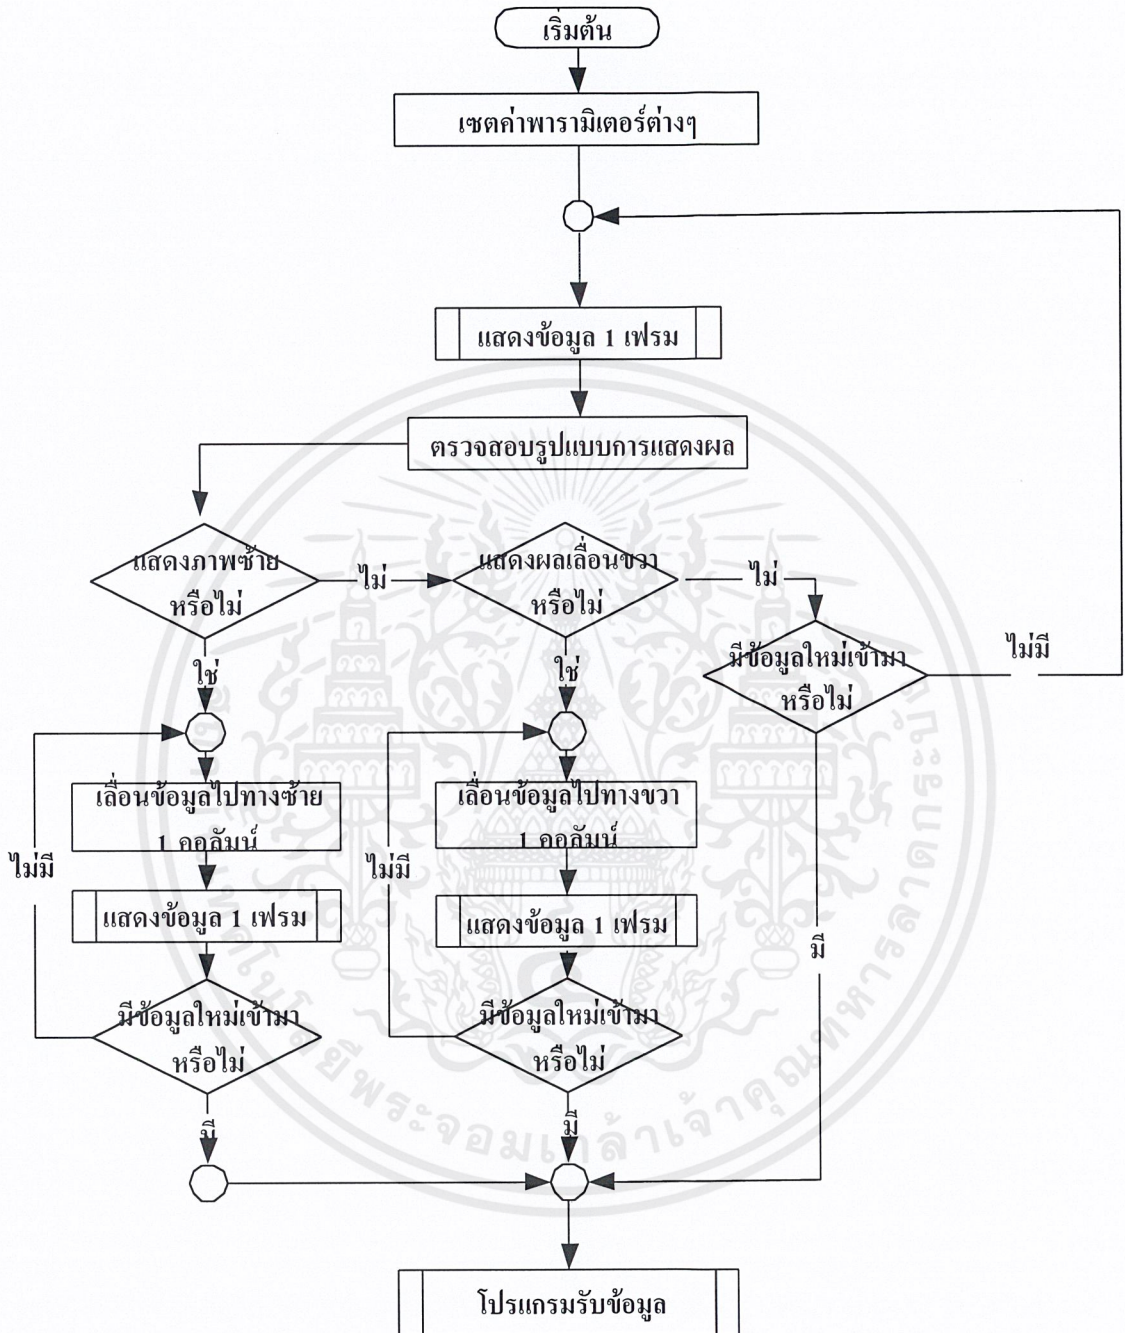 เริ่มต้น
เซตค่าพารามิเตอร์ต่างๆ
แสดงข้อมูล 1 เฟรม
ตรวจสอบรูปแบบการแสดงผล
แสดงภาพซ้าย
หรือไม่
ไม่
แสดงผลเลื่อนขวา
หรือไม่
ไม่
มีข้อมูลใหม่เข้ามา
หรือไม่
ไม่มี
ใช่
ใช่
เลื่อนข้อมูลไปทางซ้าย
1 คอลัมน์
เลื่อนข้อมูลไปทางขวา
1 คอลัมน์
ไม่มี
ไม่มี
แสดงข้อมูล 1 เฟรม
แสดงข้อมูล 1 เฟรม
มี
มีข้อมูลใหม่เข้ามา
หรือไม่
มีข้อมูลใหม่เข้ามา
หรือไม่
มี
มี
โปรแกรมรับข้อมูล